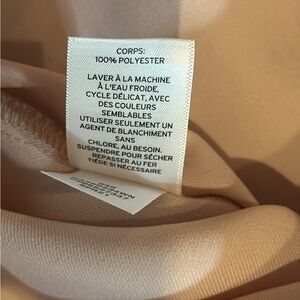 CORPS:
100% POLYESTER
LAVER À LA MACHINE
À L'EAU FROIDE,
CYCLE DÉLICAT, AVEC
DES COULEURS
SEMBLABLES
UTILISER SEULEMENT UN
AGENT DE BLANCHIMENT
SANS
CHLORE, AU BESOIN.
SUSPENDRE POUR SÉCHER
REPASSER AU FER
TIÈDE SI NÉCESSAIRE